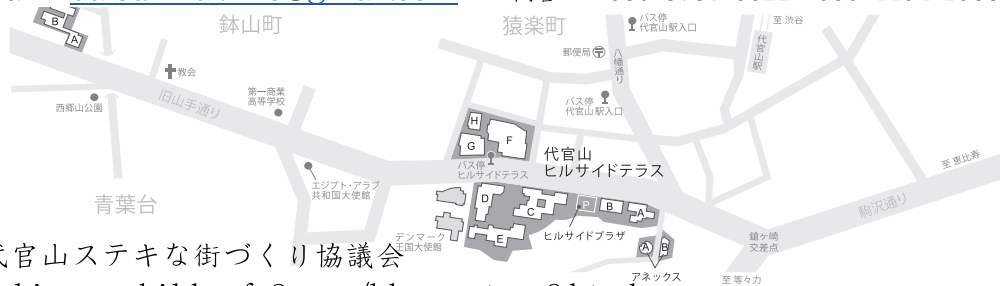 鉢山町
猿楽町
バス停
代官山駅入口
至 渋谷
B
A
教会
郵便局
八幡通り
代官山駅
西郷山公園
旧山手通り
第一商業
高等学校
バス停
代官山駅入口
H
G
F
バス停
ヒルサイドテラス
代官山
ヒルサイドテラス
至 恵比寿
エジプト・アラブ
共和国大使館
青葉台
D
C
P
B
A
E
ヒルサイドプラザ
駒沢通り
デンマーク
王国大使館
A
B
鎗ヶ崎
交差点
アネックス
至 等々力
代官山ステキな街づくり協議会